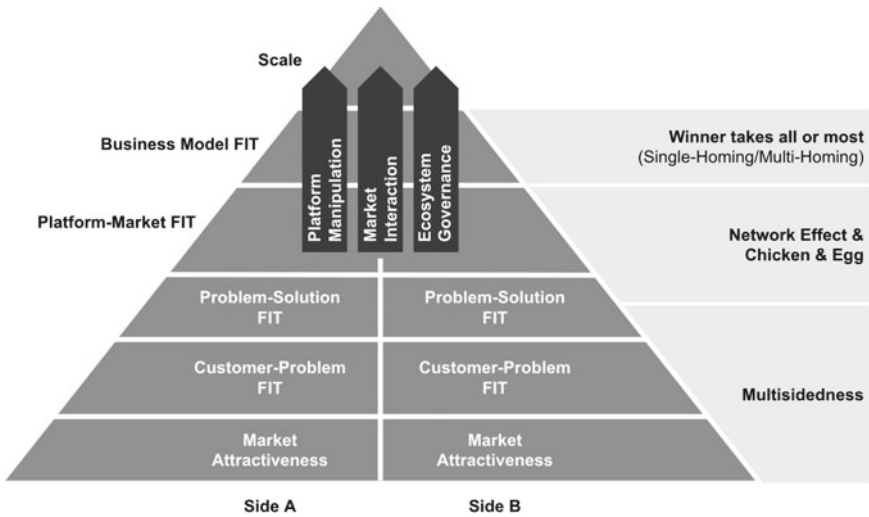 Scale
Business Model FIT
Platform-Market FIT
Platform
Manipulation
Market
Interaction
Ecosystem
Governance
Winner takes all or most
(Single-Homing/Multi-Homing)
Network Effect &
Chicken & Egg
Problem-Solution
FIT
Problem-Solution
FIT
Customer-Problem
FIT
Customer-Problem
FIT
Multisidedness
Market
Attractiveness
Market
Attractiveness
Side A
Side B